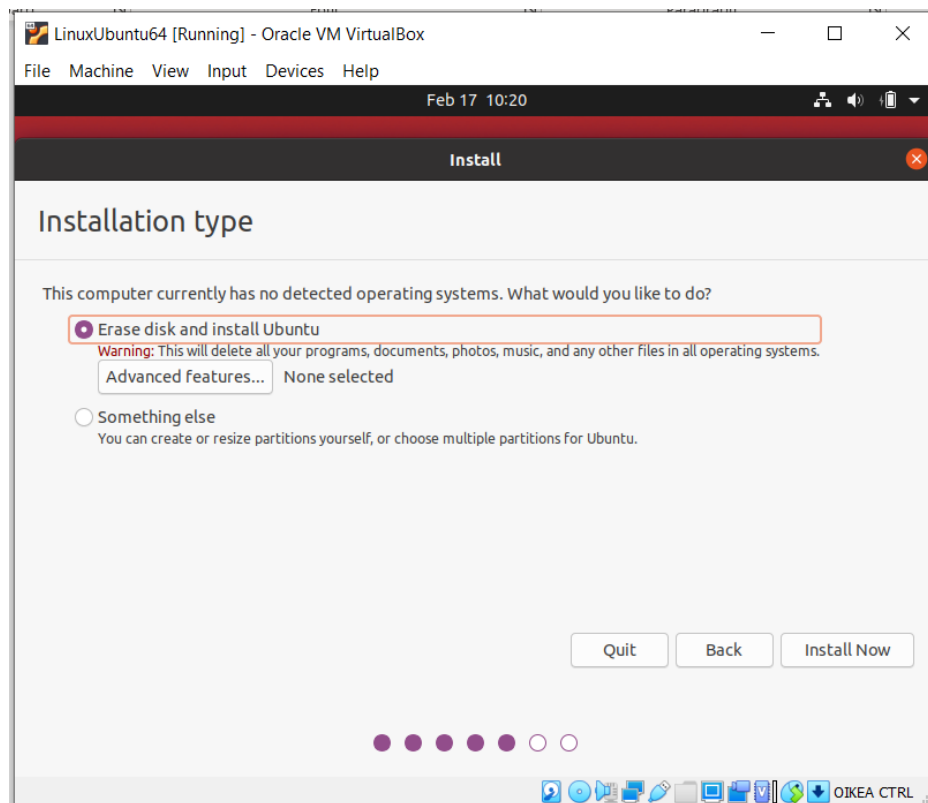 LinuxUbuntu64 [Running] - Oracle VM VirtualBox
File Machine View Input Devices Help
Feb 17 10:20
Install
Installation type
This computer currently has no detected operating systems. What would you like to do?
Erase disk and install Ubuntu
Warning: This will delete all your programs, documents, photos, music, and any other files in all operating systems.
Advanced features... None selected
Something else
You can create or resize partitions yourself, or choose multiple partitions for Ubuntu.
Quit Back Install Now
OIKEA CTRL